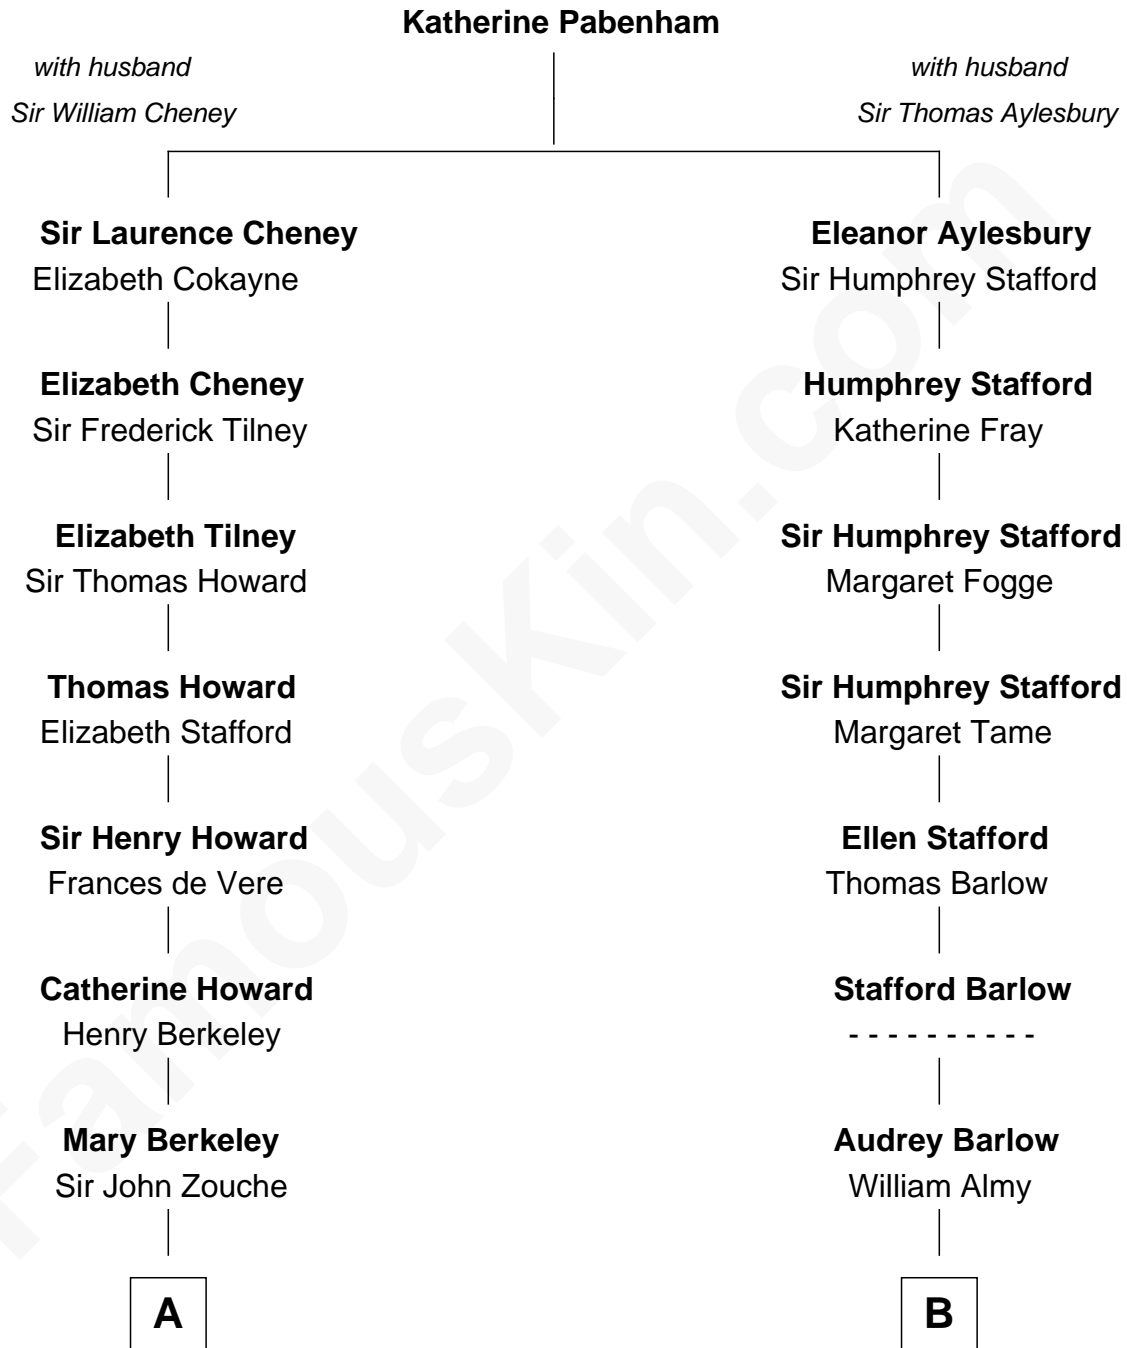 Katherine Pabenham
with husband
Sir William Cheney
with husband
Sir Thomas Aylesbury
Sir Laurence Cheney
Elizabeth Cokayne
Eleanor Aylesbury
Sir Humphrey Stafford
Elizabeth Cheney
Sir Frederick Tilney
Humphrey Stafford
Katherine Fray
Elizabeth Tilney
Sir Thomas Howard
Sir Humphrey Stafford
Margaret Fogge
Thomas Howard
Elizabeth Stafford
Sir Humphrey Stafford
Margaret Tame
Sir Henry Howard
Frances de Vere
Ellen Stafford
Thomas Barlow
Catherine Howard
Henry Berkeley
Stafford Barlow
- - - - - - - - - -
Mary Berkeley
Sir John Zouche
Audrey Barlow
William Almy
A
B
FamousKin.com